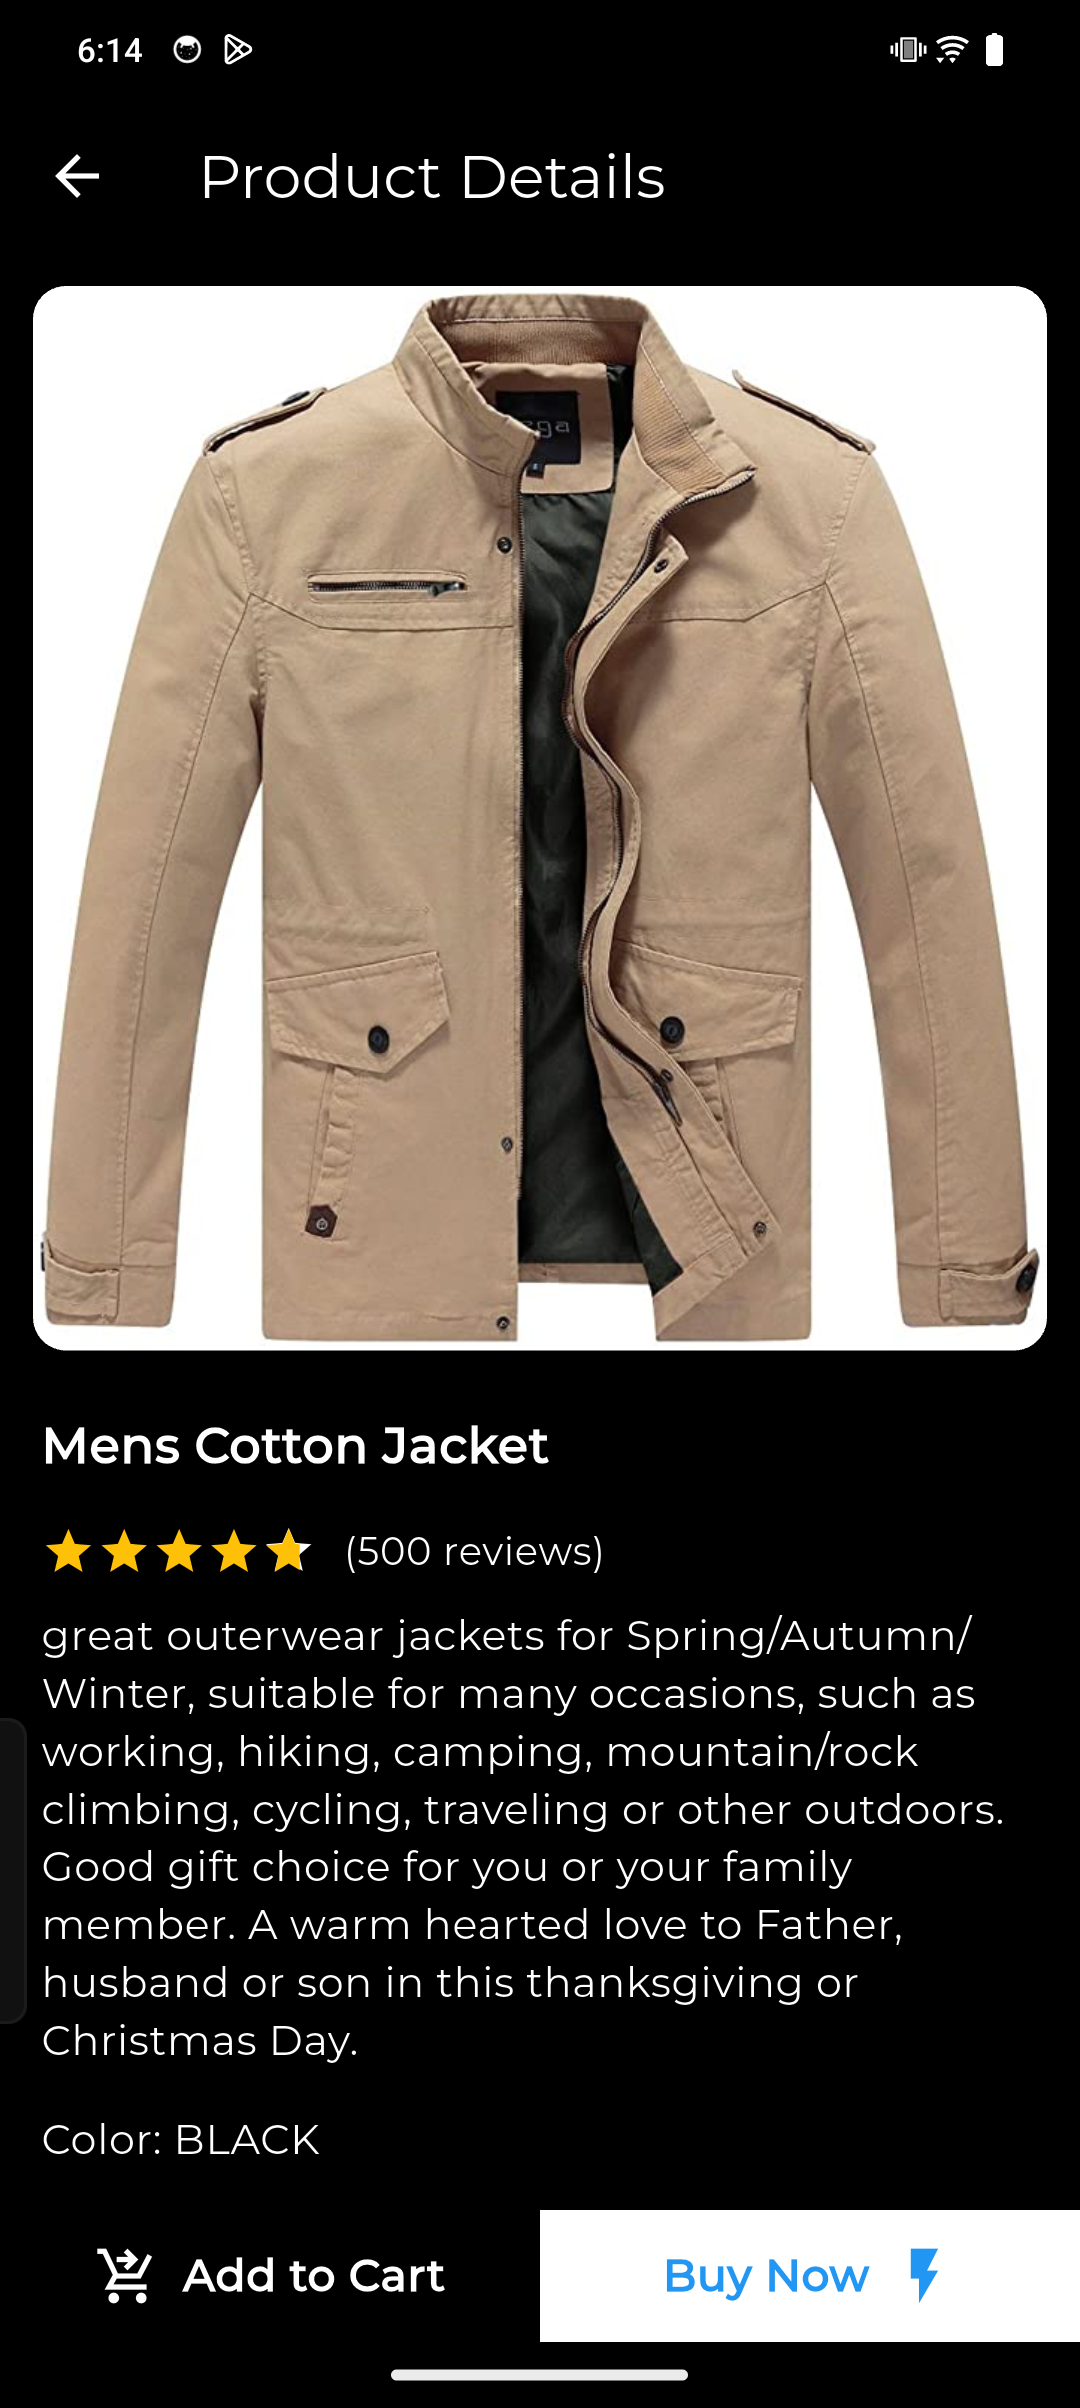 6:14
Product Details
Mens Cotton Jacket
(500 reviews)
great outerwear jackets for Spring/Autumn/
Winter, suitable for many occasions, such as
working, hiking, camping, mountain/rock
climbing, cycling, traveling or other outdoors.
Good gift choice for you or your family
member. A warm hearted love to Father,
husband or son in this thanksgiving or
Christmas Day.
Color: BLACK
Add to Cart
Buy Now